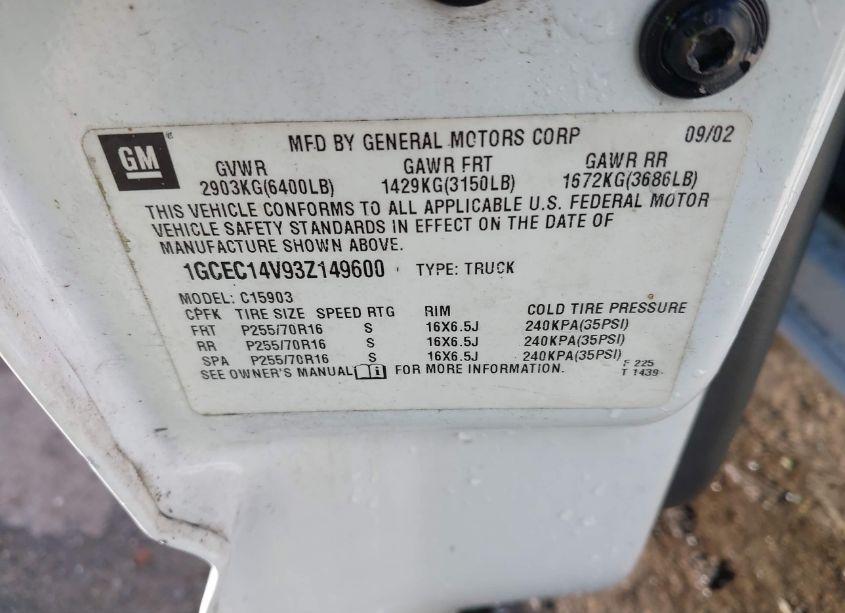 GM
MFD BY GENERAL MOTORS CORP 09/02
GVWR GAWR FRT GAWR RR
2903KG(6400LB) 1429KG(3150LB) 1672KG(3686LB)
THIS VEHICLE CONFORMS TO ALL APPLICABLE U.S. FEDERAL MOTOR
VEHICLE SAFETY STANDARDS IN EFFECT ON THE DATE OF
MANUFACTURE SHOWN ABOVE.
1GCEC14V93Z149600 TYPE: TRUCK
MODEL: C15903
CPFK TIRE SIZE SPEED RTG RIM COLD TIRE PRESSURE
FRT P255/70R16 S 16X6.5J 240KPA(35PSI)
RR P255/70R16 S 16X6.5J 240KPA(35PSI)
SPA P255/70R16 S 16X6.5J 240KPA(35PSI)
SEE OWNER'S MANUAL FOR MORE INFORMATION.
F 225
T 1439